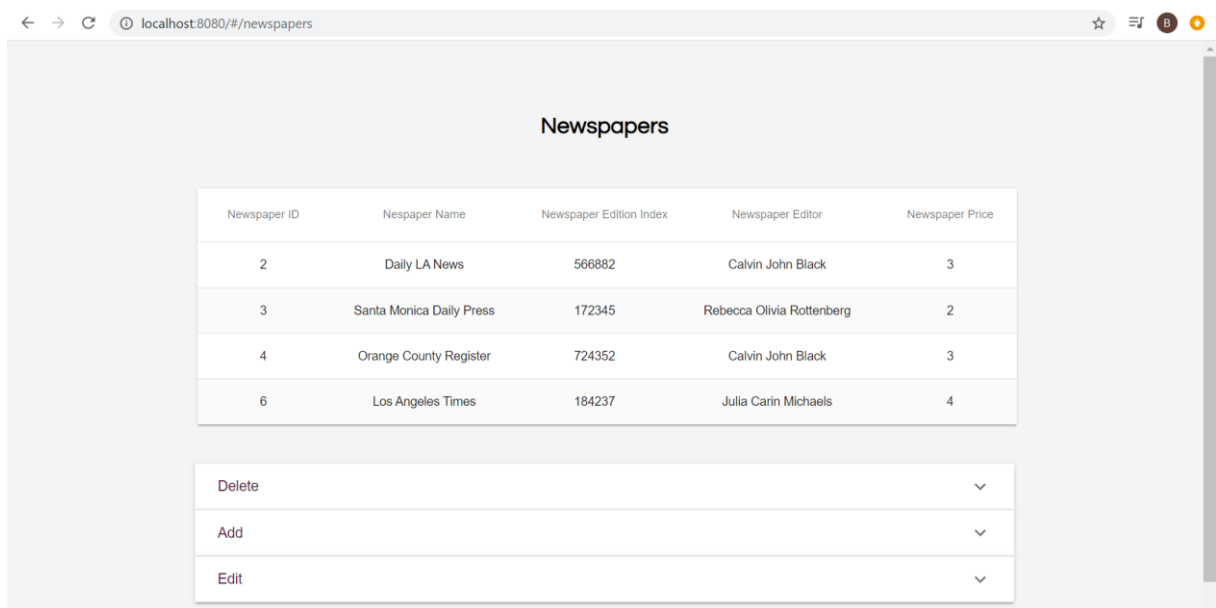 localhost:8080/#/newspapers B
Newspapers
Newspaper ID Nespaper Name Newspaper Edition Index Newspaper Editor Newspaper Price
2 Daily LA News 566882 Calvin John Black 3
3 Santa Monica Daily Press 172345 Rebecca Olivia Rottenberg 2
4 Orange County Register 724352 Calvin John Black 3
6 Los Angeles Times 184237 Julia Carin Michaels 4
Delete
Add
Edit